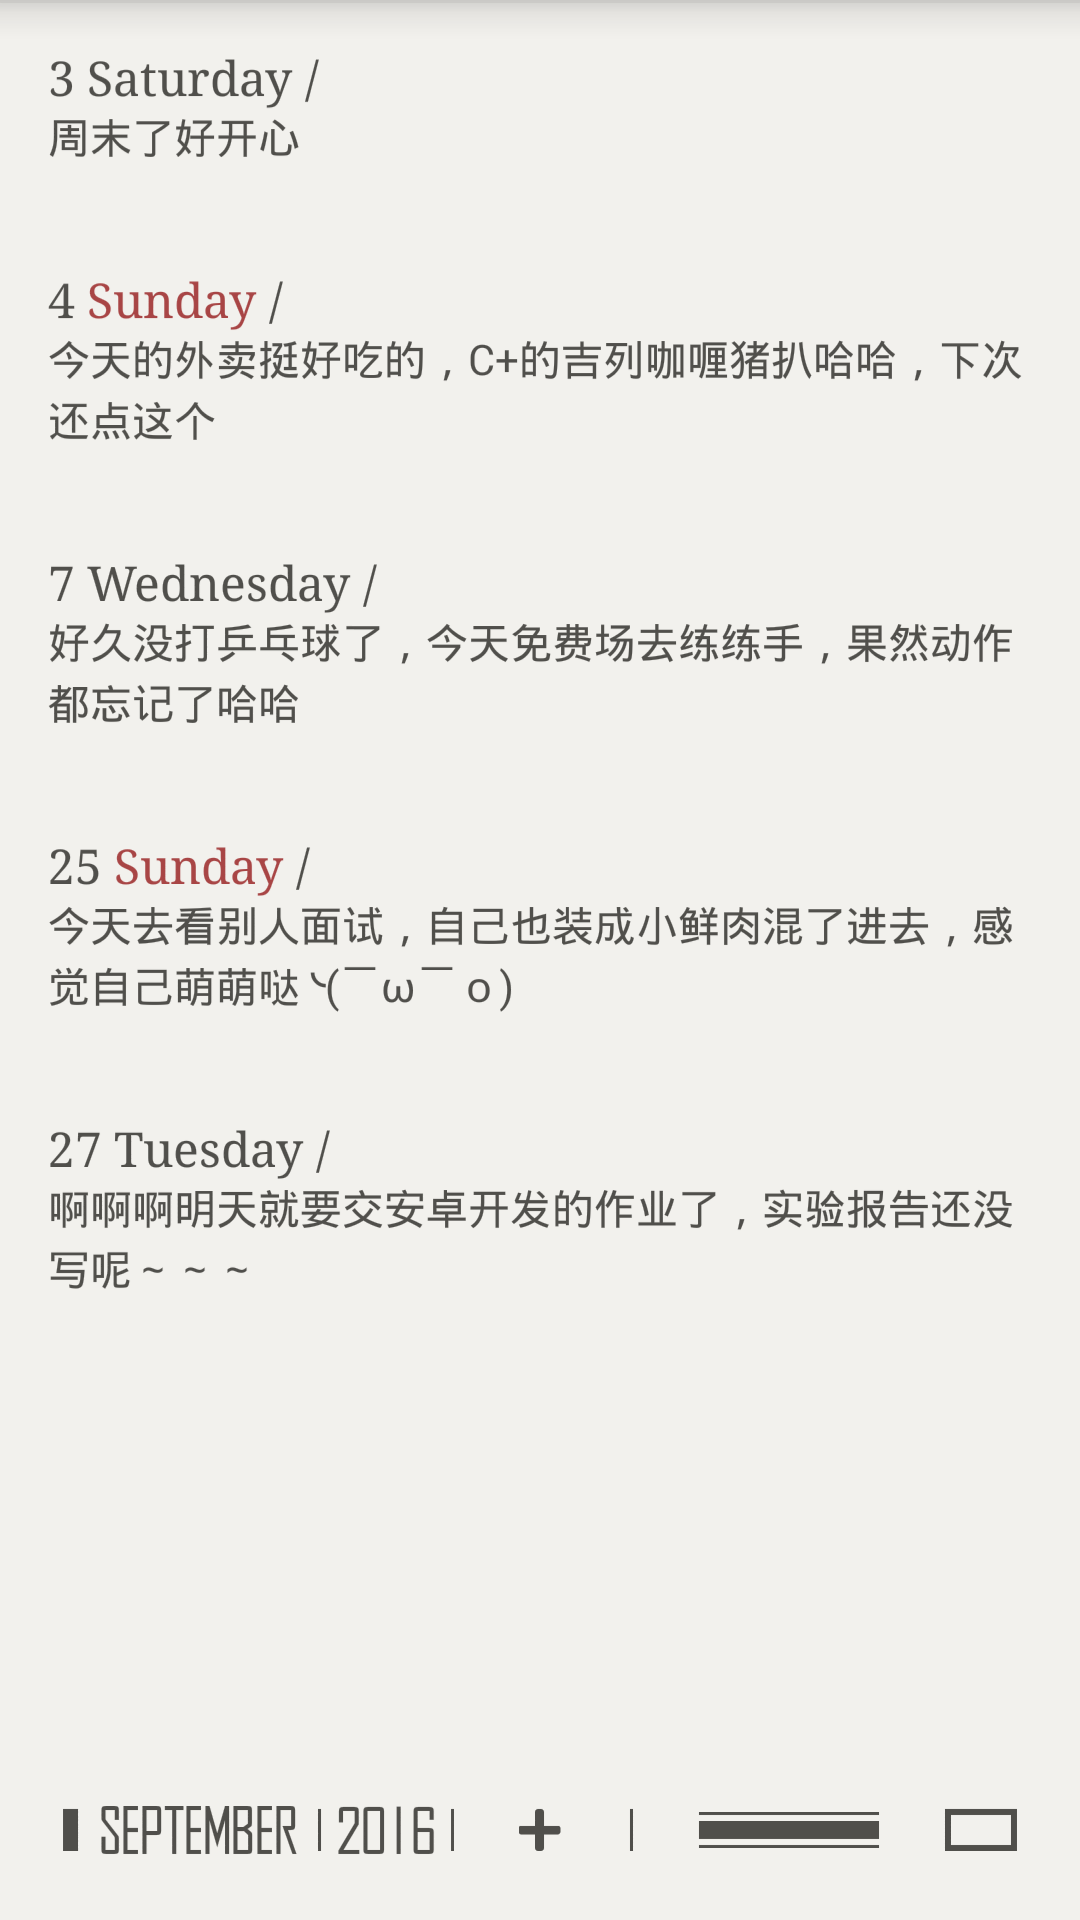 3 Saturday /
周末了好开心
4 Sunday /
今天的外卖挺好吃的，C+的吉列咖喱猪扒哈哈，下次
还点这个
7 Wednesday /
好久没打乒乓球了，今天免费场去练练手，果然动作
都忘记了哈哈
25 Sunday /
今天去看别人面试，自己也装成小鲜肉混了进去，感
觉自己萌萌哒ヽ(￣ω￣ o)
27 Tuesday /
啊啊啊明天就要交安卓开发的作业了，实验报告还没
写呢～～～
SEPTEMBER | 2016 |